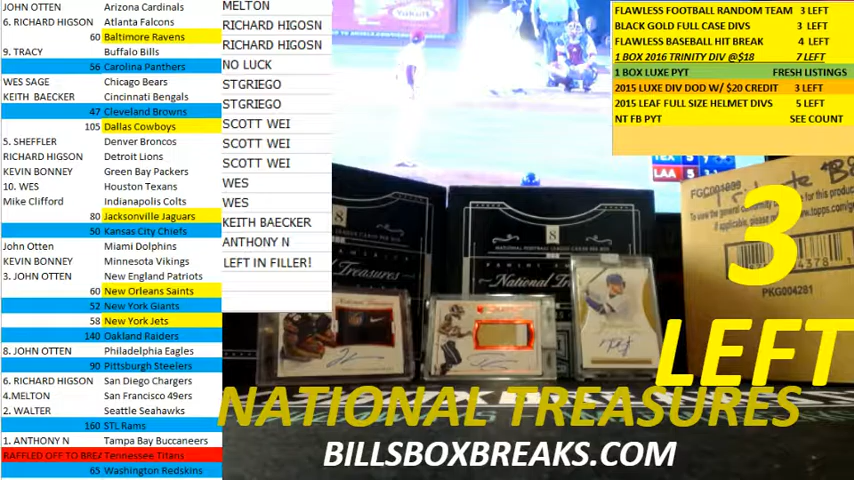 JOHN OTTEN Arizona Cardinals
6. RICHARD HIGSON Atlanta Falcons
60 Baltimore Ravens
9. TRACY Buffalo Bills
56 Carolina Panthers
WES SAGE Chicago Bears
KEITH BAECKER Cincinnati Bengals
47 Cleveland Browns
105 Dallas Cowboys
5. SHEFFLER Denver Broncos
RICHARD HIGSON Detroit Lions
KEVIN BONNEY Green Bay Packers
10. WES Houston Texans
Mike Clifford Indianapolis Colts
80 Jacksonville Jaguars
50 Kansas City Chiefs
John Otten Miami Dolphins
KEVIN BONNEY Minnesota Vikings
3. JOHN OTTEN New England Patriots
60 New Orleans Saints
52 New York Giants
58 New York Jets
140 Oakland Raiders
8. JOHN OTTEN Philadelphia Eagles
90 Pittsburgh Steelers
6. RICHARD HIGSON San Diego Chargers
4.MELTON San Francisco 49ers
2. WALTER Seattle Seahawks
160 STL Rams
1. ANTHONY N Tampa Bay Buccaneers
RAFFLED OFF TO BREA Tennessee Titans
65 Washington Redskins
MELTON
RICHARD HIGOSN
RICHARD HIGOSN
NO LUCK
STGRIEGO
STGRIEGO
SCOTT WEI
SCOTT WEI
SCOTT WEI
WES
WES
KEITH BAECKER
ANTHONY N
LEFT IN FILLER!
FLAWLESS FOOTBALL RANDOM TEAM 3 LEFT
BLACK GOLD FULL CASE DIVS 3 LEFT
FLAWLESS BASEBALL HIT BREAK 4 LEFT
1 BOX 2016 TRINITY DIV @$18 7 LEFT
1 BOX LUXE PYT FRESH LISTINGS
2015 LUXE DIV DOD W/ $20 CREDIT 3 LEFT
2015 LEAF FULL SIZE HELMET DIVS 5 LEFT
NT FB PYT SEE COUNT
TEX 5
LAA 5
8
8
National Treasures
PKG004281
3
LEFT
NATIONAL TREASURES
BILLSBOXBREAKS.COM